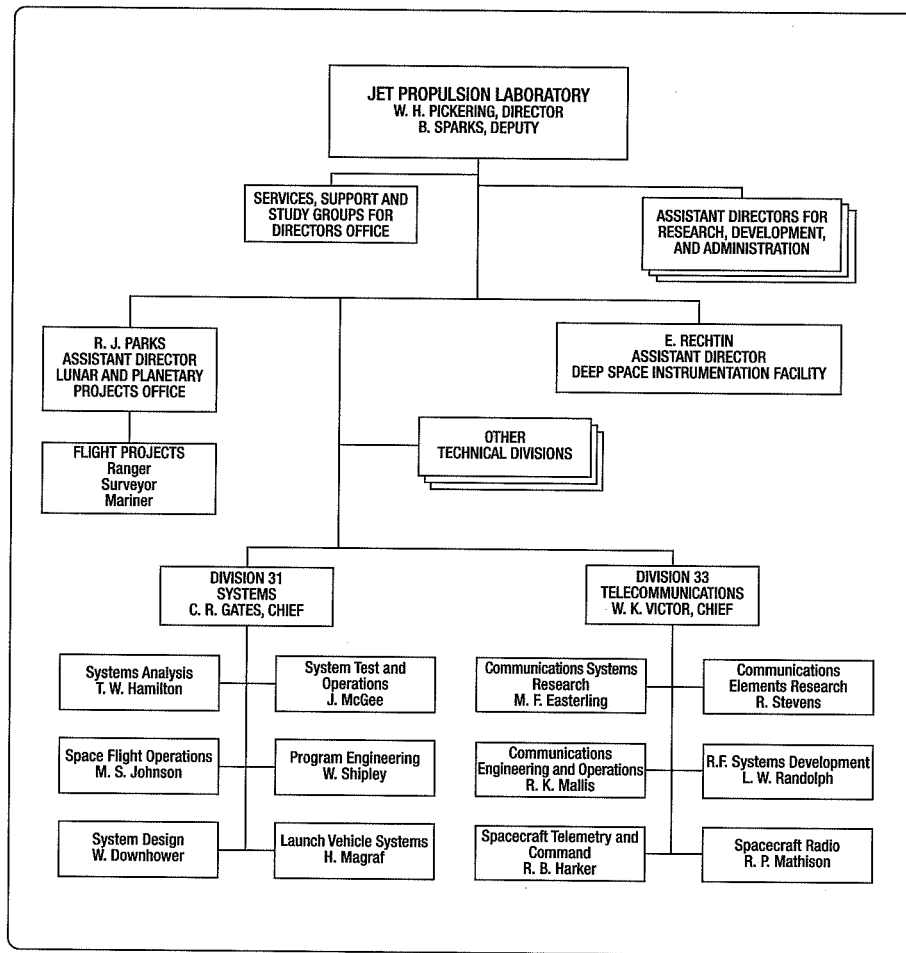 JET PROPULSION LABORATORY
W. H. PICKERING, DIRECTOR
B. SPARKS, DEPUTY
SERVICES, SUPPORT AND
STUDY GROUPS FOR
DIRECTORS OFFICE
ASSISTANT DIRECTORS FOR
RESEARCH, DEVELOPMENT,
AND ADMINISTRATION
R. J. PARKS
ASSISTANT DIRECTOR
LUNAR AND PLANETARY
PROJECTS OFFICE
E. RECHTIN
ASSISTANT DIRECTOR
DEEP SPACE INSTRUMENTATION FACILITY
FLIGHT PROJECTS
Ranger
Surveyor
Mariner
OTHER
TECHNICAL DIVISIONS
DIVISION 31
SYSTEMS
C. R. GATES, CHIEF
DIVISION 33
TELECOMMUNICATIONS
W. K. VICTOR, CHIEF
Systems Analysis
T. W. Hamilton
System Test and
Operations
J. McGee
Space Flight Operations
M. S. Johnson
Program Engineering
W. Shipley
System Design
W. Downhower
Launch Vehicle Systems
H. Magraf
Communications Systems
Research
M. F. Easterling
Communications
Elements Research
R. Stevens
Communications
Engineering and Operations
R. K. Mallis
R.F. Systems Development
L. W. Randolph
Spacecraft Telemetry and
Command
R. B. Harker
Spacecraft Radio
R. P. Mathison